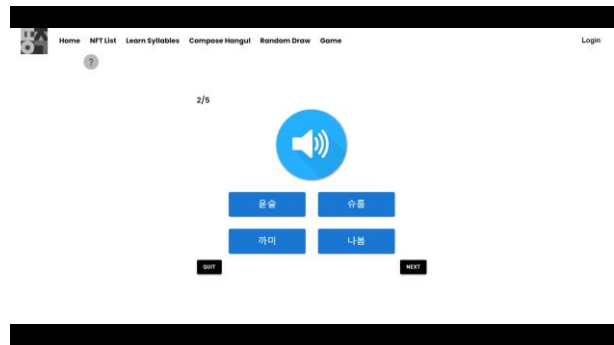 Home NFT List Learn Syllables Compose Hangul Random Draw Game Login
?
2/5
윤슬 슈룹
까미 나봄
QUIT NEXT